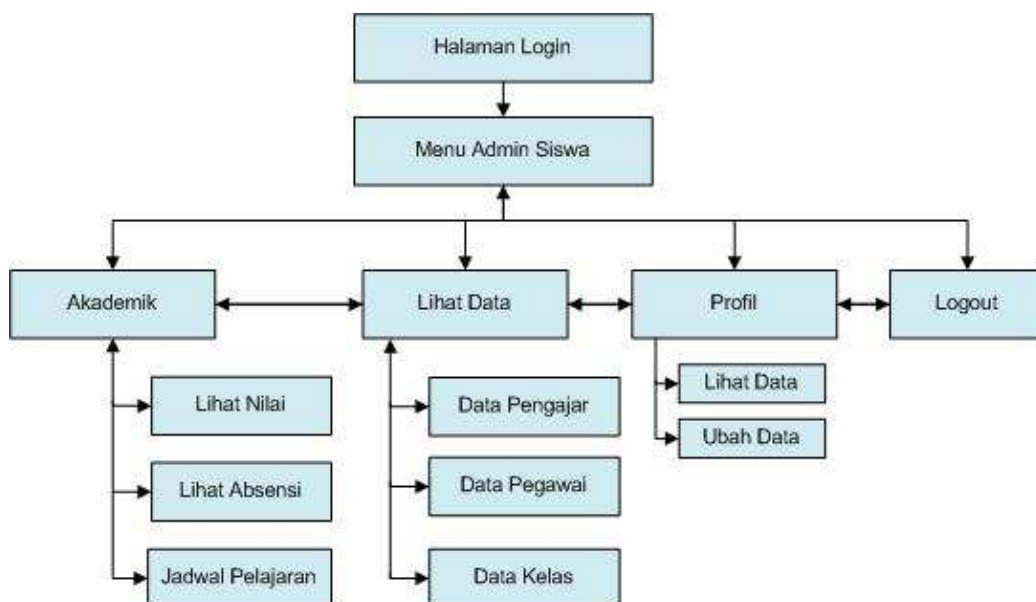 Halaman Login
Menu Admin Siswa
Akademik
Lihat Data
Profil
Logout
Lihat Nilai
Lihat Absensi
Jadwal Pelajaran
Data Pengajar
Data Pegawai
Data Kelas
Lihat Data
Ubah Data